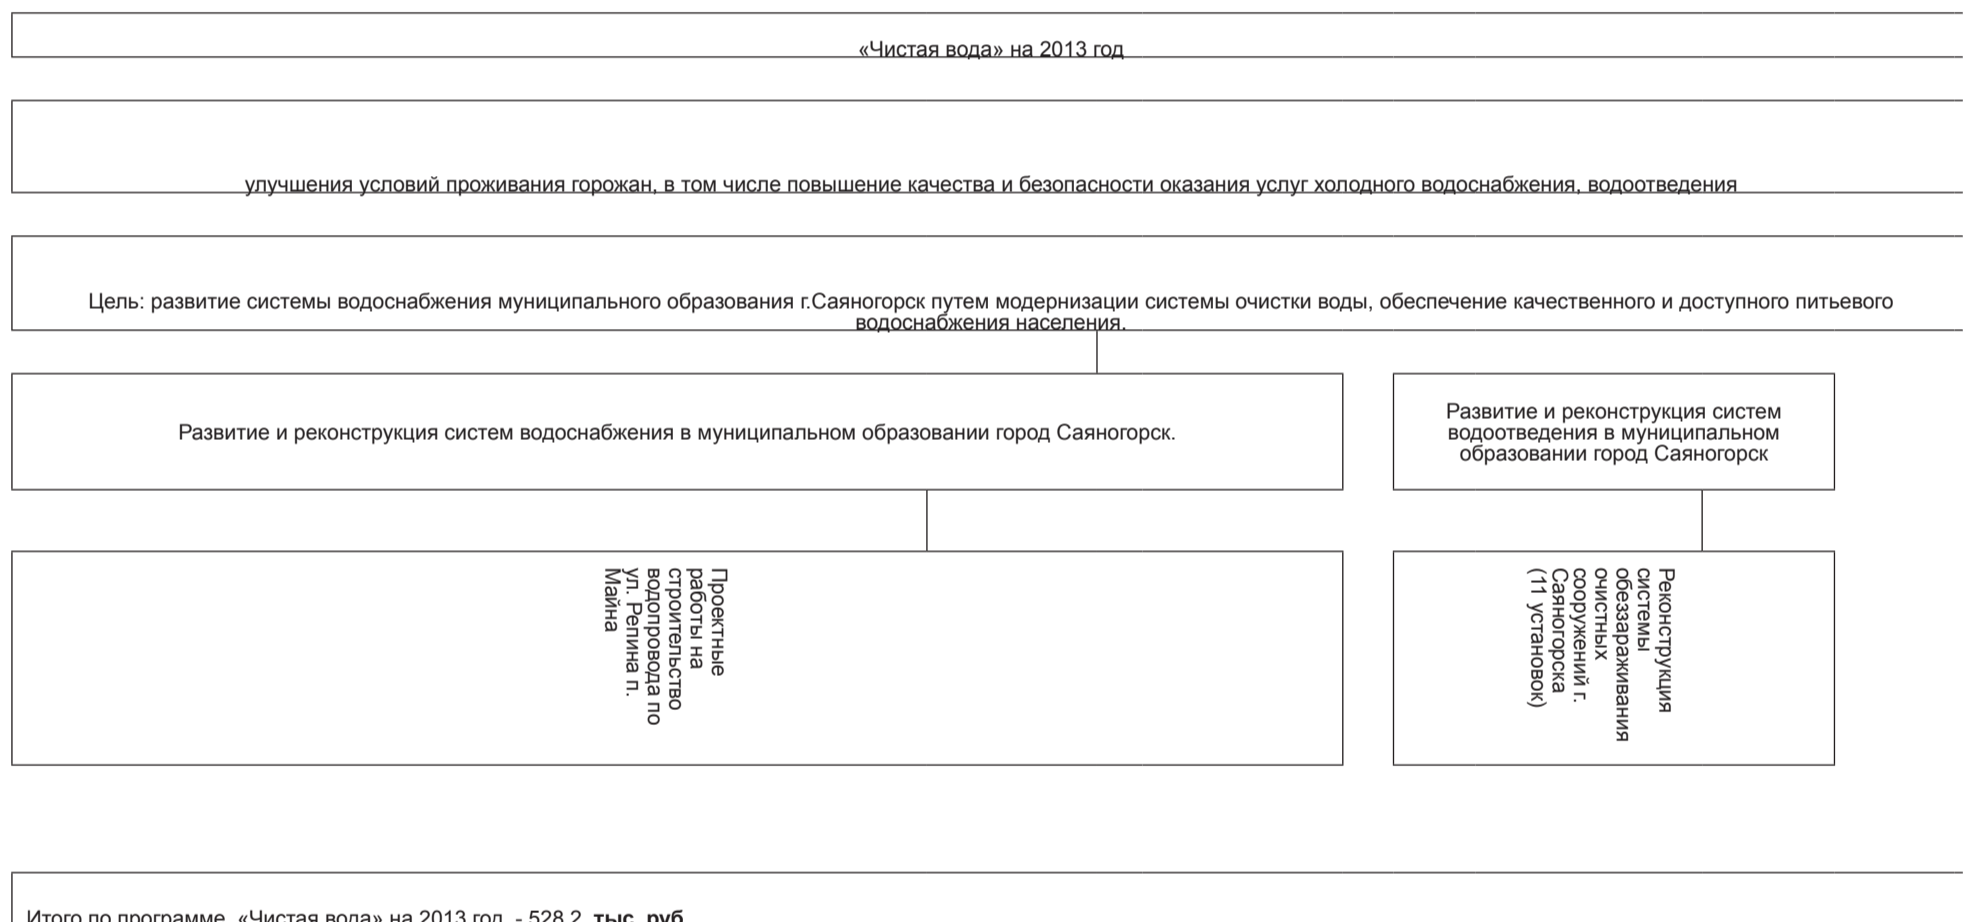 «Чистая вода» на 2013 год
улучшения условий проживания горожан, в том числе повышение качества и безопасности оказания услуг холодного водоснабжения, водоотведения
Цель: развитие системы водоснабжения муниципального образования г.Саяногорск путем модернизации системы очистки воды, обеспечение качественного и доступного питьевого
водоснабжения населения.
Развитие и реконструкция систем водоснабжения в муниципальном образовании город Саяногорск.
Развитие и реконструкция систем
водоотведения в муниципальном
образовании город Саяногорск
Проектные
работы на
строительство
водопровода по
ул. Репина п.
Майна
Реконструкция
системы
обеззараживания
очистных
сооружений г.
Саяногорска
(11 установок)
Итого по программе «Чистая вода» на 2013 год - 528,2 тыс. руб